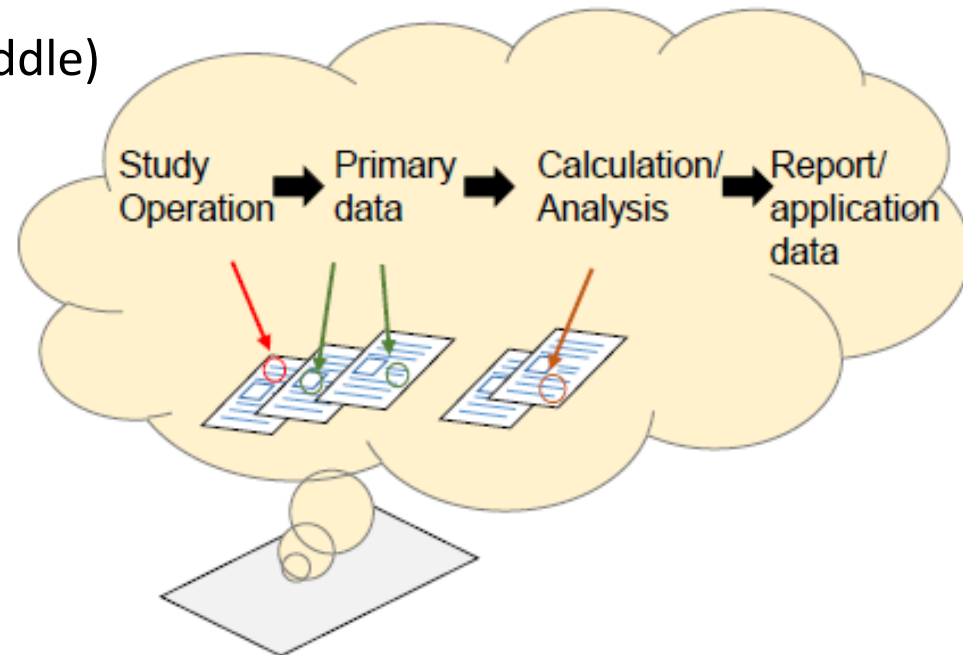 ddle)
Study
Operation
Primary
data
Calculation/
Analysis
Report/
application
data